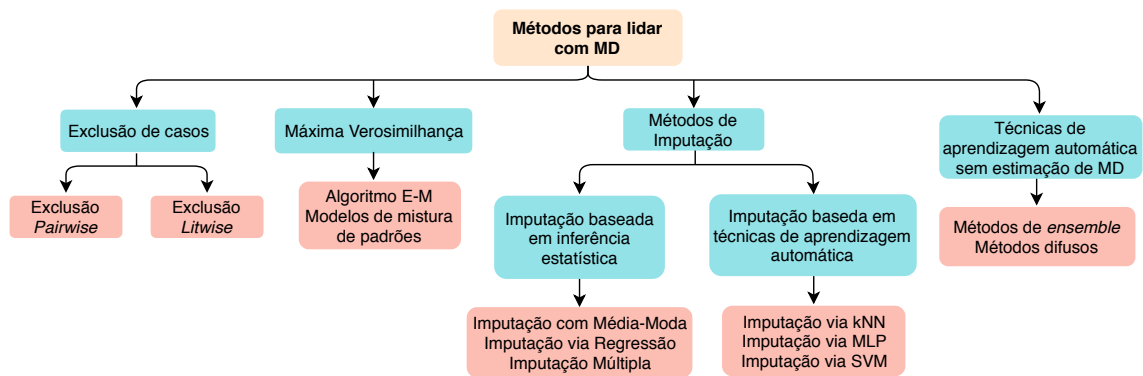 Métodos para lidar
com MD
Exclusão de casos
Máxima Verosimilhança
Métodos de
Imputação
Técnicas de
aprendizagem automática
sem estimação de MD
Exclusão
Pairwise
Exclusão
Litwise
Algoritmo E-M
Modelos de mistura
de padrões
Imputação baseada
em inferência
estatística
Imputação baseda em
técnicas de aprendizagem
automática
Métodos de ensemble
Métodos difusos
Imputação com Média-Moda
Imputação via Regressão
Imputação Múltipla
Imputação via kNN
Imputação via MLP
Imputação via SVM